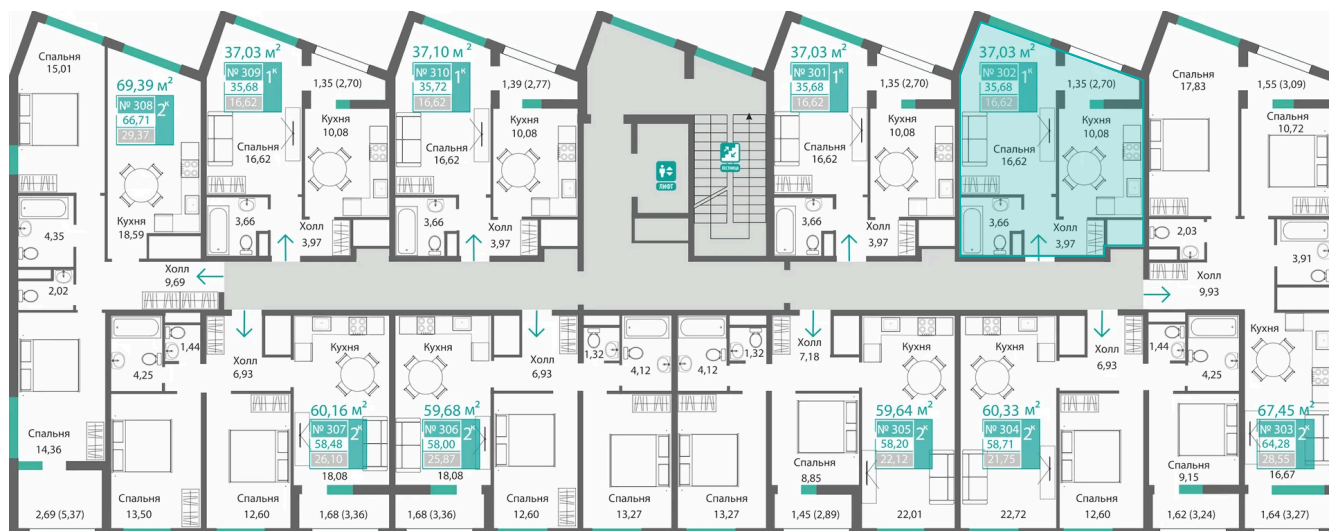 Спальня
15,01
69,39 м²
№ 308
66,71
29,37
2к
Кухня
18,59
4,35
2,02
Холл
9,69
Спальня
14,36
2,69 (5,37)
37,03 м²
№ 309
35,68
16,62
1к
1,35 (2,70)
Кухня
10,08
Спальня
16,62
3,66
Холл
3,97
37,10 м²
№ 310
35,72
16,62
1к
1,39 (2,77)
Кухня
10,08
Спальня
16,62
3,66
Холл
3,97
ЛИФТ
37,03 м²
№ 301
35,68
16,62
1к
1,35 (2,70)
Кухня
10,08
Спальня
16,62
3,66
Холл
3,97
37,03 м²
№ 302
35,68
16,62
1к
1,35 (2,70)
Кухня
10,08
Спальня
16,62
3,66
Холл
3,97
Спальня
17,83
1,55 (3,09)
Спальня
10,72
2,03
3,91
Холл
9,93
1,44
4,25
Холл
6,93
Кухня
60,16 м²
№ 307
58,48
26,10
2к
18,08
Спальня
13,50
Спальня
12,60
1,68 (3,36)
Кухня
Холл
6,93
1,32
4,12
59,68 м²
№ 306
58,00
25,87
2к
18,08
1,68 (3,36)
Спальня
12,60
Спальня
13,27
4,12
1,32
Холл
7,18
Кухня
59,64 м²
№ 305
58,20
22,12
2к
Спальня
13,27
Спальня
8,85
1,45 (2,89)
22,01
Кухня
Холл
6,93
1,44
4,25
60,33 м²
№ 304
58,71
21,75
2к
22,72
Спальня
12,60
Спальня
9,15
1,62 (3,24)
Кухня
67,45 м²
№ 303
64,28
28,55
2к
16,67
1,64 (3,27)